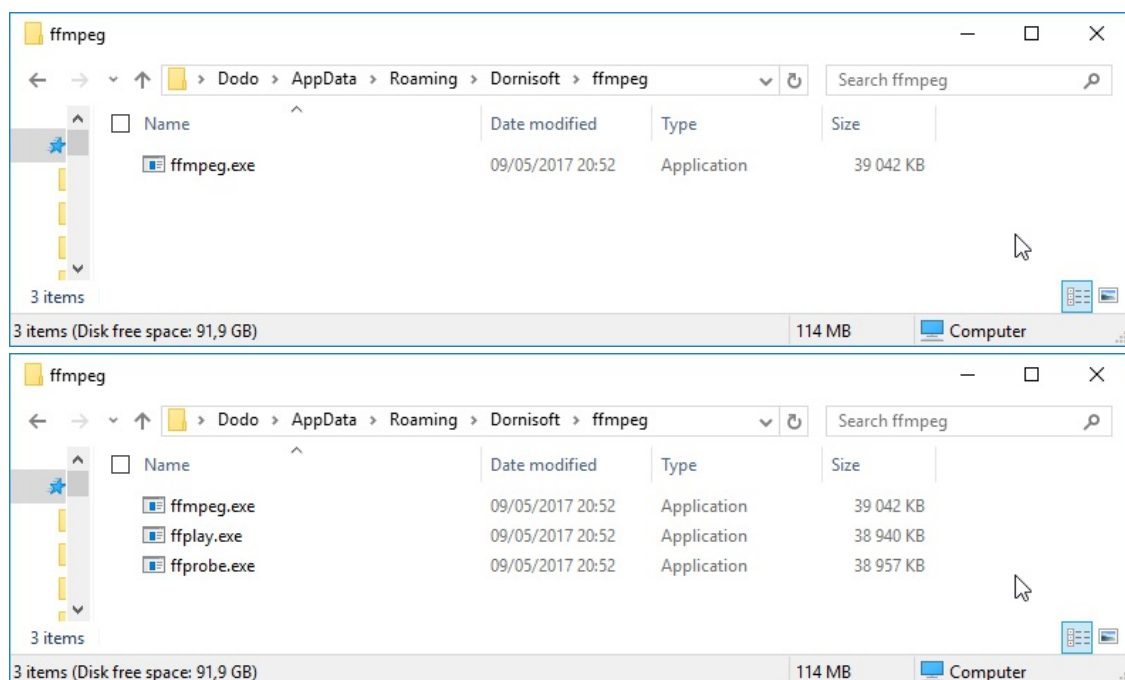 ffmpeg
Dodo > AppData > Roaming > Dornisoft > ffmpeg Search ffmpeg
Name Date modified Type Size
ffmpeg.exe 09/05/2017 20:52 Application 39 042 KB
3 items
3 items (Disk free space: 91,9 GB) 114 MB Computer
ffmpeg
Dodo > AppData > Roaming > Dornisoft > ffmpeg Search ffmpeg
Name Date modified Type Size
ffmpeg.exe 09/05/2017 20:52 Application 39 042 KB
ffplay.exe 09/05/2017 20:52 Application 38 940 KB
ffprobe.exe 09/05/2017 20:52 Application 38 957 KB
3 items
3 items (Disk free space: 91,9 GB) 114 MB Computer